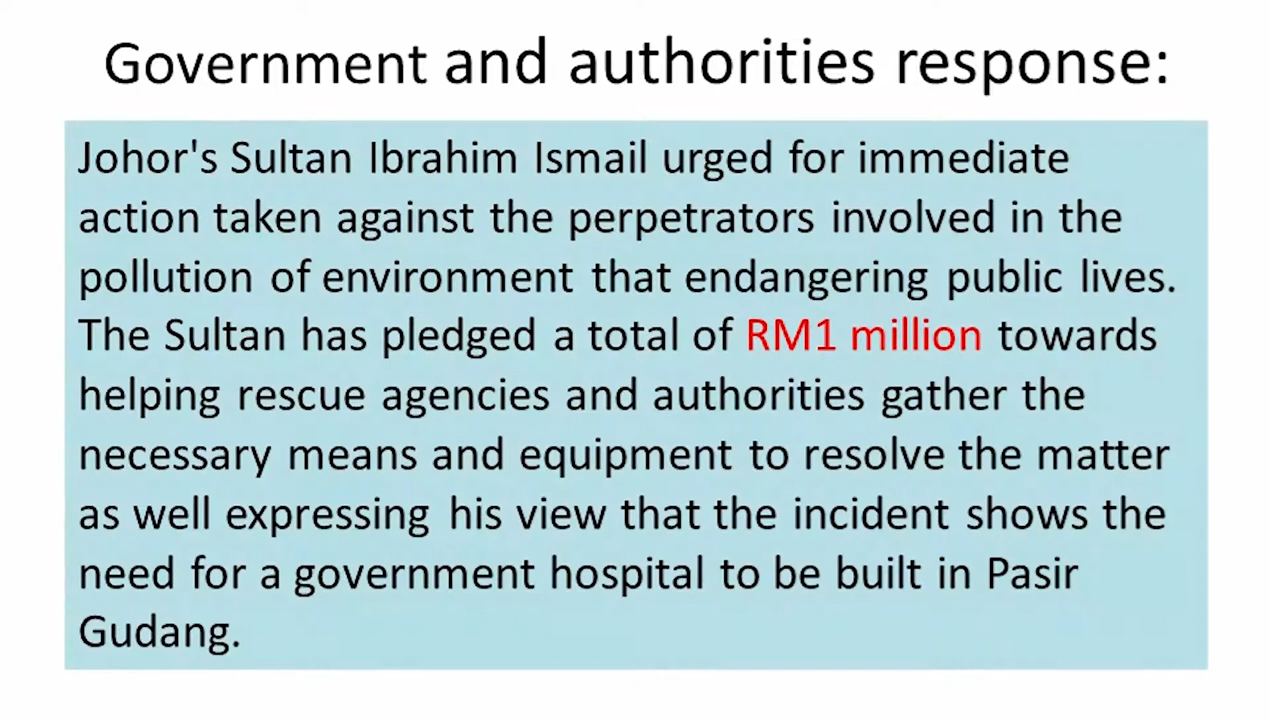 Government and authorities response:
Johor's Sultan Ibrahim Ismail urged for immediate
action taken against the perpetrators involved in the
pollution of environment that endangering public lives.
The Sultan has pledged a total of RM1 million towards
helping rescue agencies and authorities gather the
necessary means and equipment to resolve the matter
as well expressing his view that the incident shows the
need for a government hospital to be built in Pasir
Gudang.